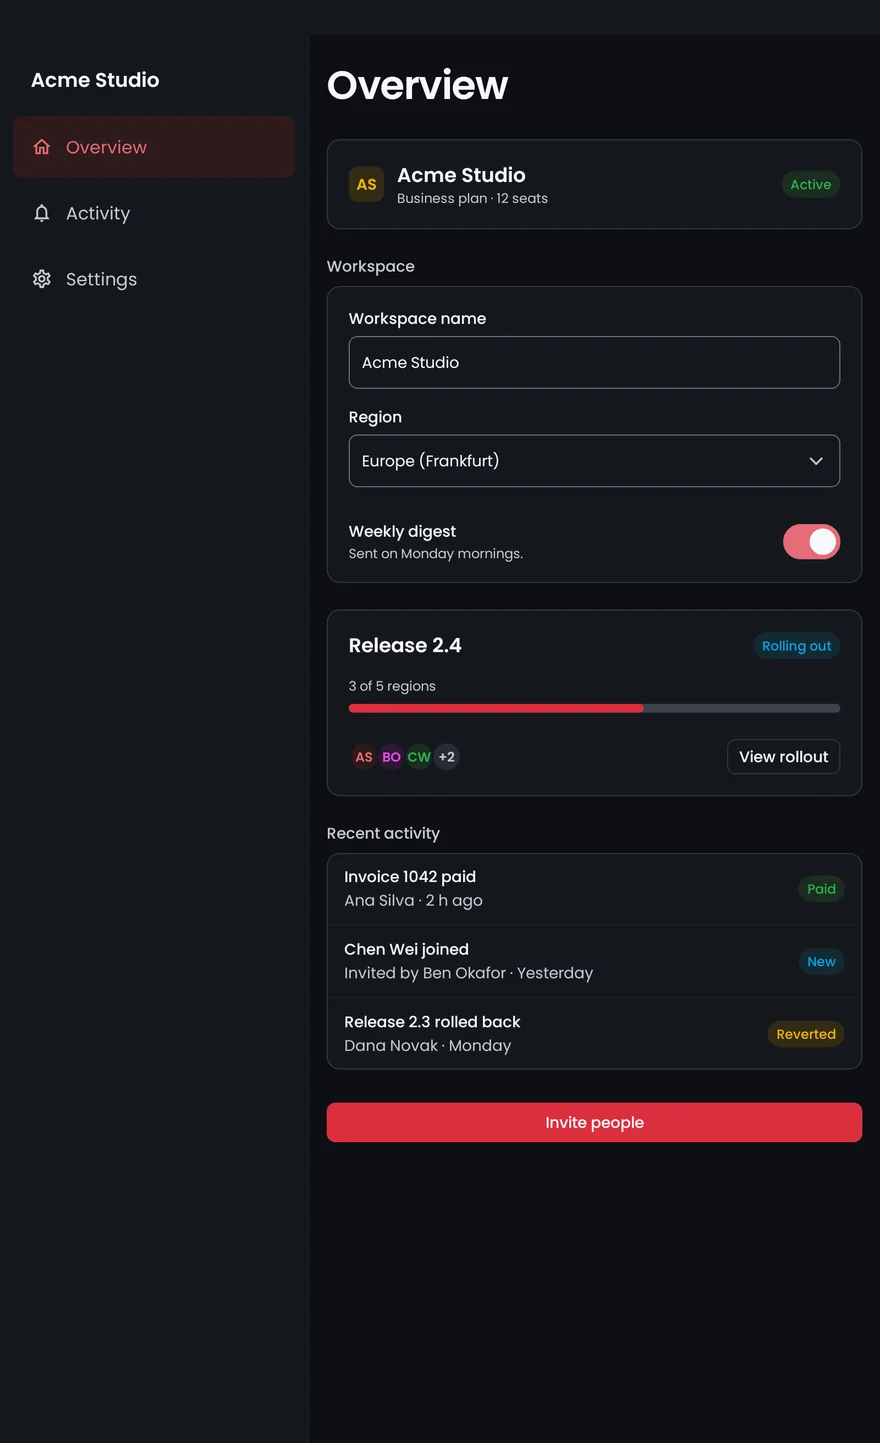 Acme Studio
Overview
Activity
Settings
Overview
AS
Acme Studio
Business plan · 12 seats
Active
Workspace
Workspace name
Acme Studio
Region
Europe (Frankfurt)
Weekly digest
Sent on Monday mornings.
Release 2.4
Rolling out
3 of 5 regions
AS BO CW +2
View rollout
Recent activity
Invoice 1042 paid
Ana Silva · 2 h ago
Paid
Chen Wei joined
Invited by Ben Okafor · Yesterday
New
Release 2.3 rolled back
Dana Novak · Monday
Reverted
Invite people